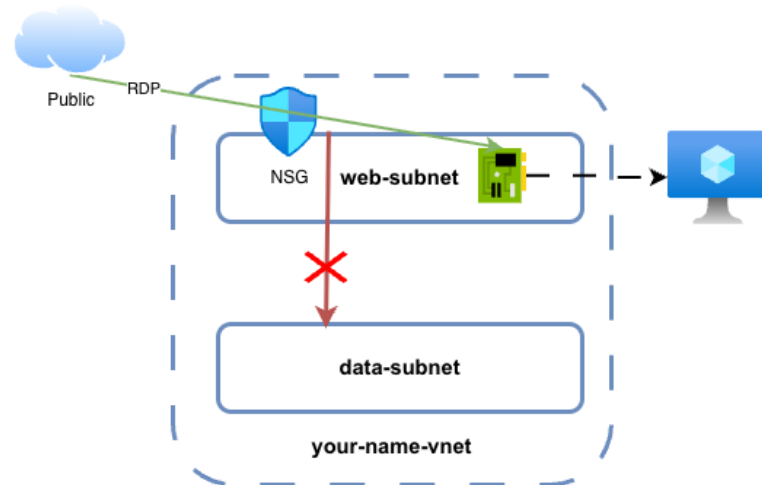 Public
RDP
NSG
web-subnet
data-subnet
your-name-vnet